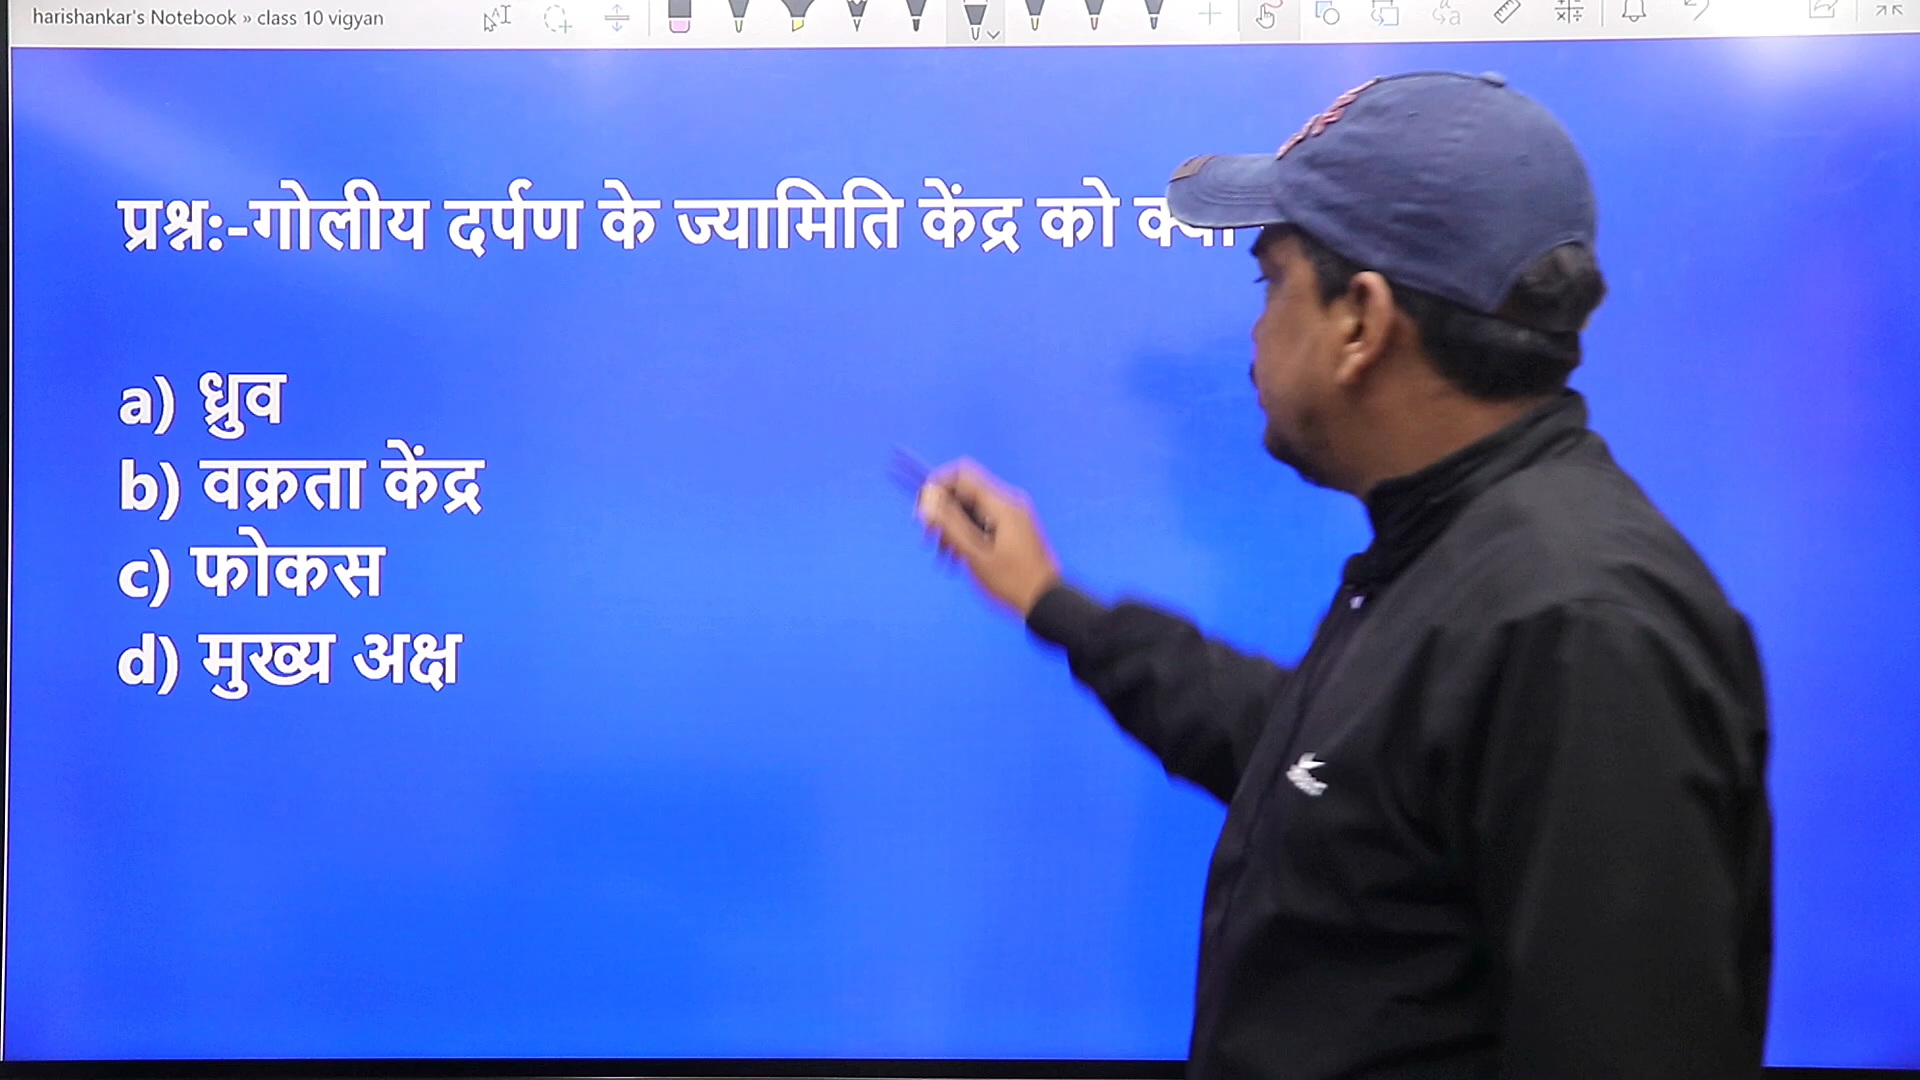 harishankar's Notebook » class 10 vigyan
प्रश्न:-गोलीय दर्पण के ज्यामिति केंद्र को
a) ध्रुव
b) वक्रता केंद्र
c) फोकस
d) मुख्य अक्ष